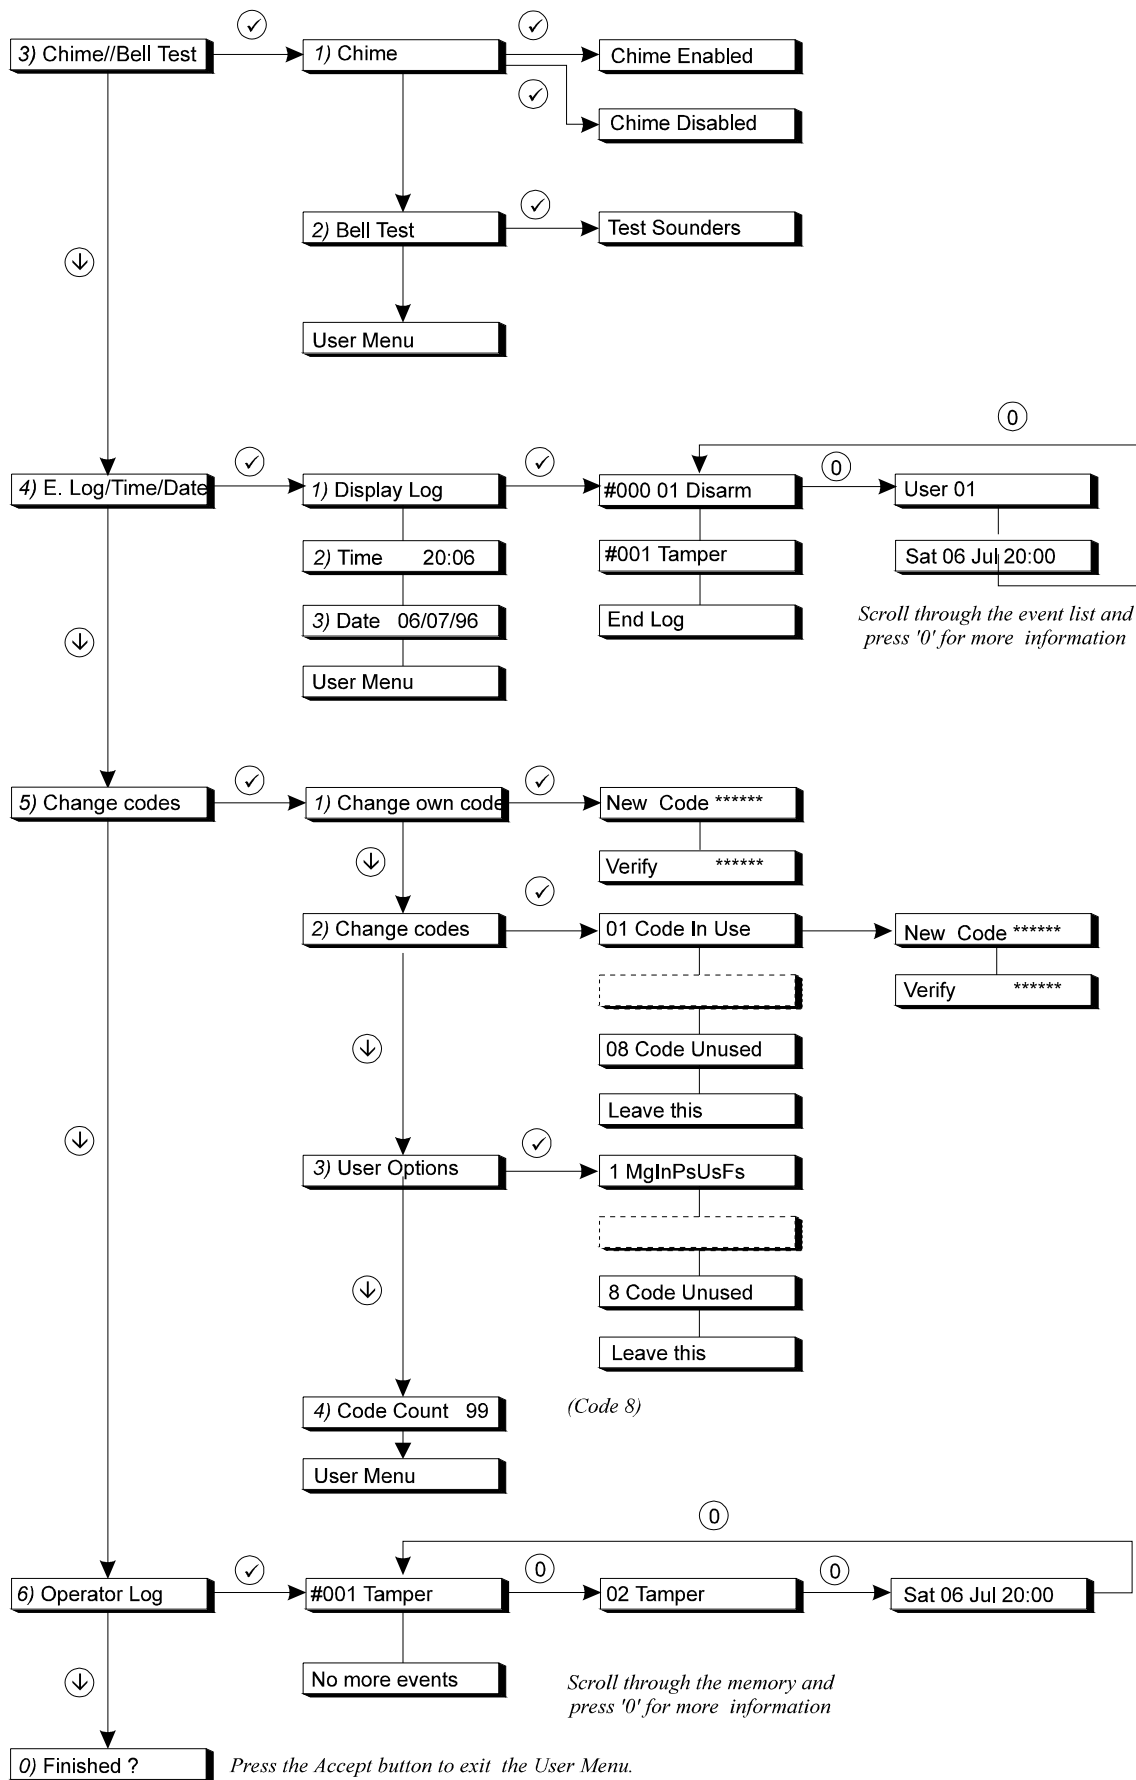 3) Chime//Bell Test
1) Chime
Chime Enabled
Chime Disabled
2) Bell Test
Test Sounders
User Menu
0
4) E. Log/Time/Date
1) Display Log
#000 01 Disarm
0
User 01
2) Time 20:06
#001 Tamper
Sat 06 Jul 20:00
3) Date 06/07/96
End Log
Scroll through the event list and
press '0' for more information
User Menu
5) Change codes
1) Change own code
New Code ******
Verify ******
2) Change codes
01 Code In Use
New Code ******
Verify ******
08 Code Unused
Leave this
3) User Options
1 MgInPsUsFs
8 Code Unused
Leave this
4) Code Count 99
(Code 8)
User Menu
0
6) Operator Log
#001 Tamper
0
02 Tamper
0
Sat 06 Jul 20:00
No more events
Scroll through the memory and
press '0' for more information
0) Finished ?
Press the Accept button to exit the User Menu.